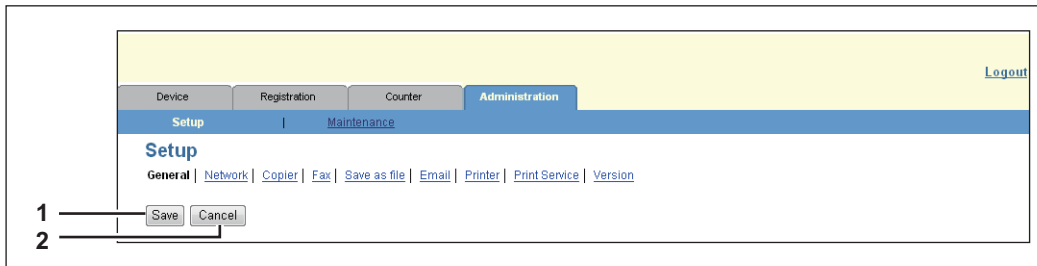 Logout
Device Registration Counter Administration
Setup | Maintenance
Setup
General | Network | Copier | Fax | Save as file | Email | Printer | Print Service | Version
1 Save Cancel
2